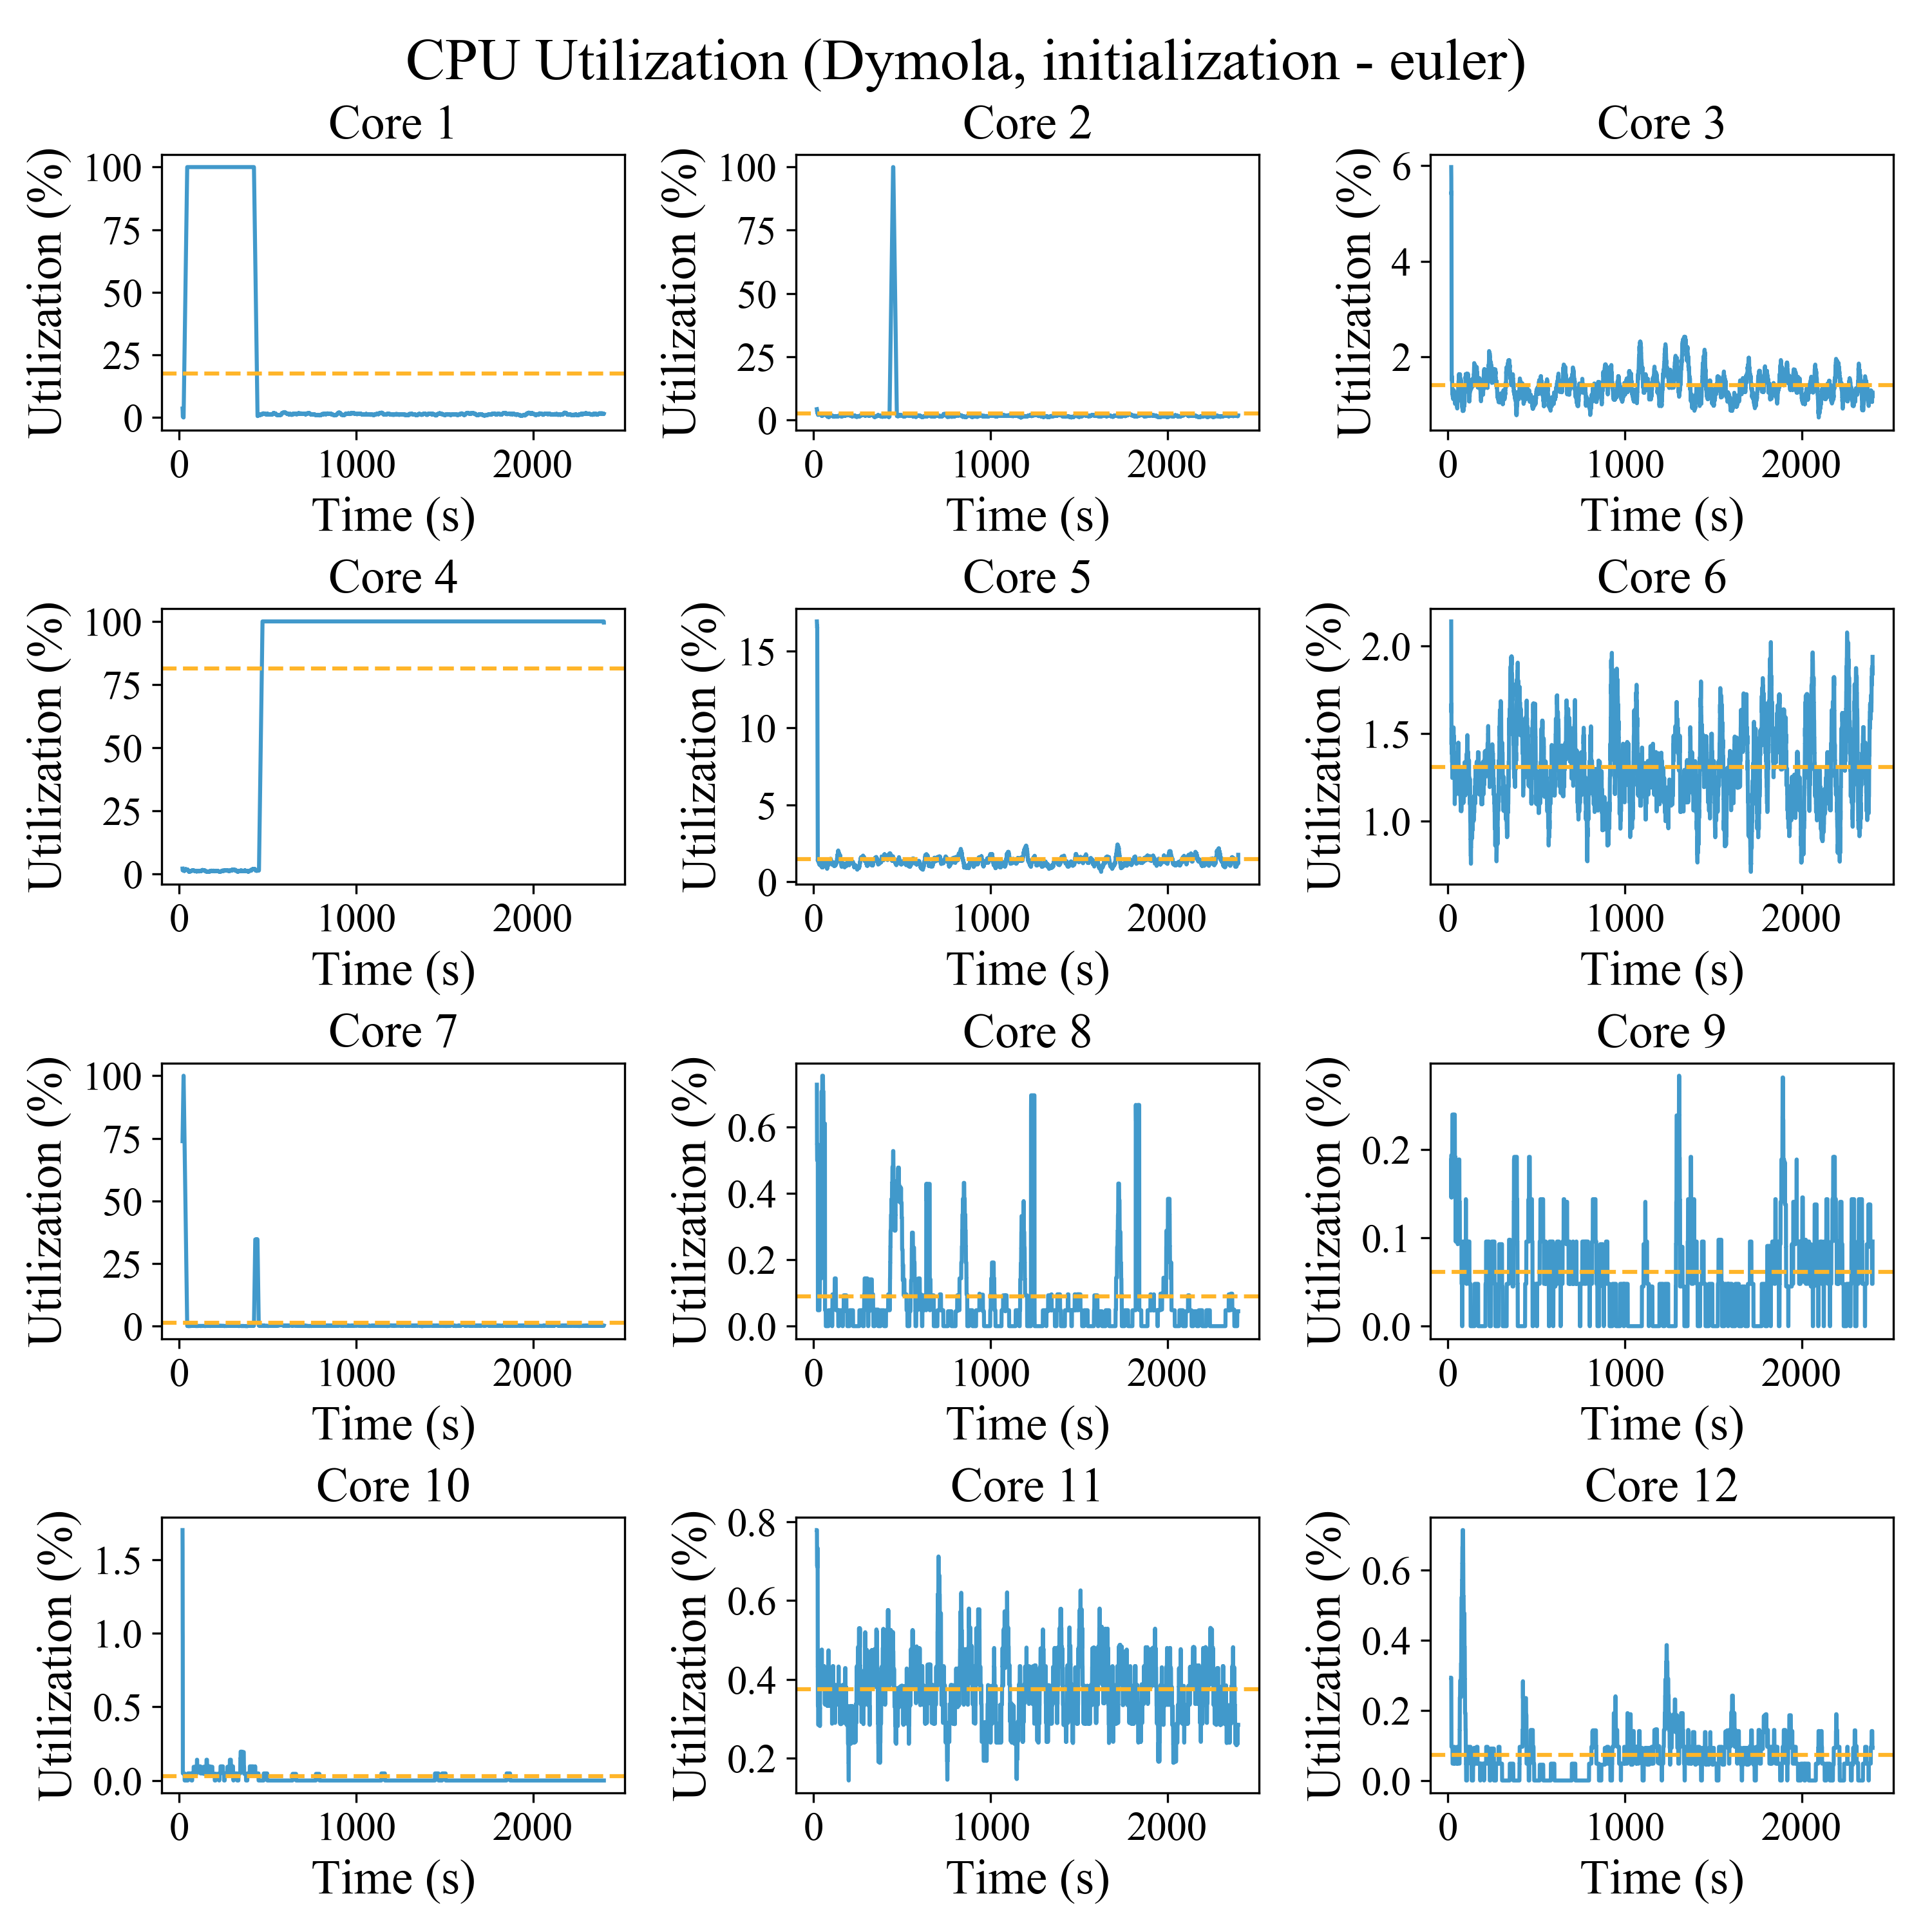 CPU Utilization (Dymola, initialization - euler)
Core 1
Core 2
Core 3
Utilization (%)
100
75
50
25
0
0
1000
2000
Time (s)
Utilization (%)
100
75
50
25
0
0
1000
2000
Time (s)
Utilization (%)
6
4
2
0
1000
2000
Time (s)
Core 4
Core 5
Core 6
Utilization (%)
100
75
50
25
0
0
1000
2000
Time (s)
Utilization (%)
15
10
5
0
0
1000
2000
Time (s)
Utilization (%)
2.0
1.5
1.0
0
1000
2000
Time (s)
Core 7
Core 8
Core 9
Utilization (%)
100
75
50
25
0
0
1000
2000
Time (s)
Utilization (%)
0.6
0.4
0.2
0.0
0
1000
2000
Time (s)
Utilization (%)
0.2
0.1
0.0
0
1000
2000
Time (s)
Core 10
Core 11
Core 12
Utilization (%)
1.5
1.0
0.5
0.0
0
1000
2000
Time (s)
Utilization (%)
0.8
0.6
0.4
0.2
0
1000
2000
Time (s)
Utilization (%)
0.6
0.4
0.2
0.0
0
1000
2000
Time (s)